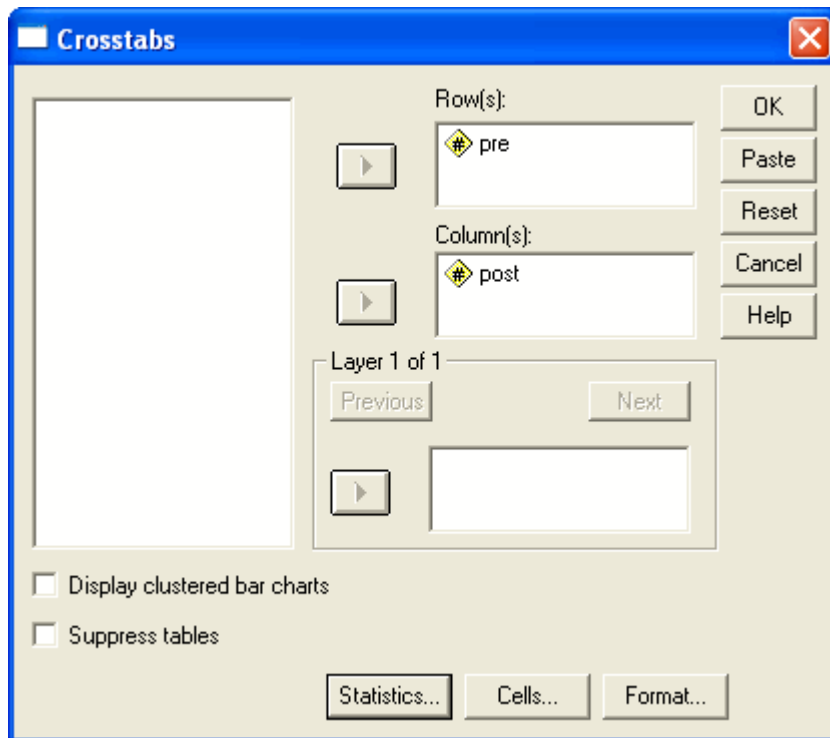 Crosstabs
Row(s):
# pre
OK
Paste
Reset
Column(s):
# post
Cancel
Help
Layer 1 of 1
Previous
Next
Display clustered bar charts
Suppress tables
Statistics...
Cells...
Format...